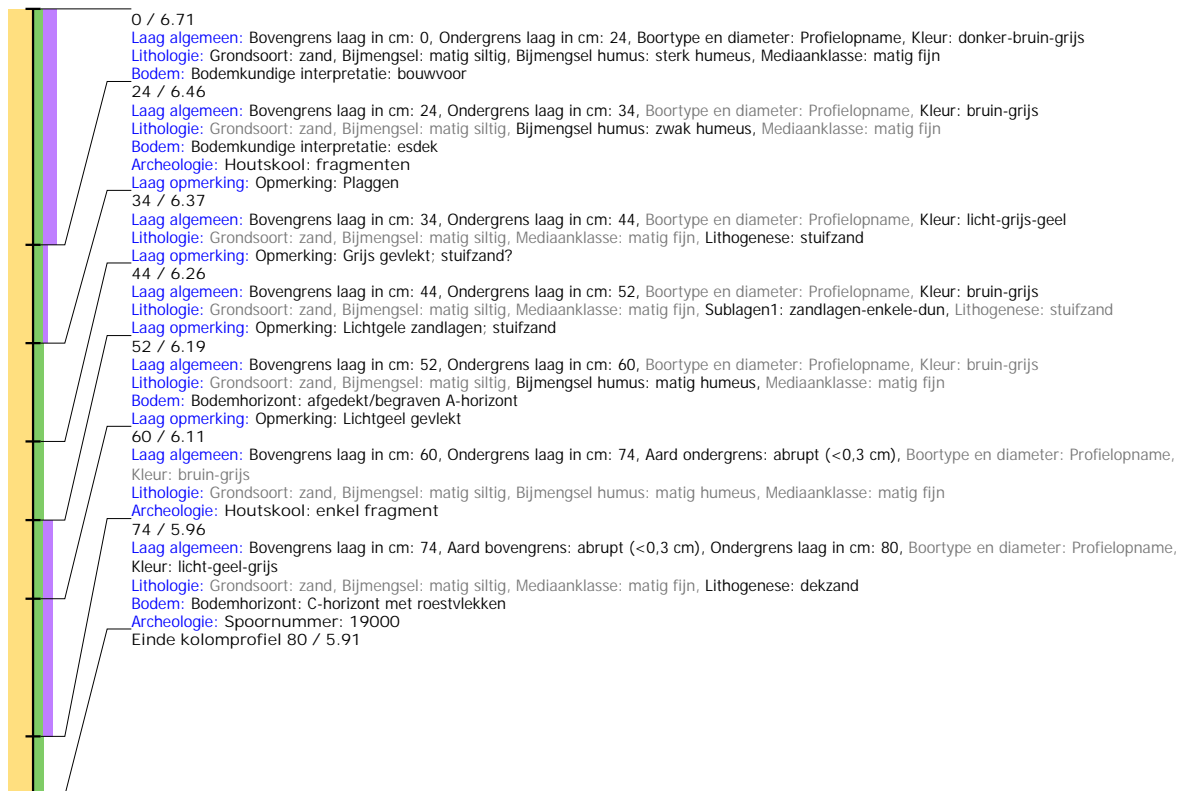 0 / 6.71
Laag algemeen: Bovengrens laag in cm: 0, Ondergrens laag in cm: 24, Boortype en diameter: Profielopname, Kleur: donker-bruin-grijs
Lithologie: Grondsoort: zand, Bijmengsel: matig siltig, Bijmengsel humus: sterk humeus, Mediaanklasse: matig fijn
Bodem: Bodemkundige interpretatie: bouwvoor
24 / 6.46
Laag algemeen: Bovengrens laag in cm: 24, Ondergrens laag in cm: 34, Boortype en diameter: Profielopname, Kleur: bruin-grijs
Lithologie: Grondsoort: zand, Bijmengsel: matig siltig, Bijmengsel humus: zwak humeus, Mediaanklasse: matig fijn
Bodem: Bodemkundige interpretatie: esdek
Archeologie: Houtskool: fragmenten
Laag opmerking: Opmerking: Plaggen
34 / 6.37
Laag algemeen: Bovengrens laag in cm: 34, Ondergrens laag in cm: 44, Boortype en diameter: Profielopname, Kleur: licht-grijs-geel
Lithologie: Grondsoort: zand, Bijmengsel: matig siltig, Mediaanklasse: matig fijn, Lithogenese: stuifzand
Laag opmerking: Opmerking: Grijs gevlekt; stuifzand?
44 / 6.26
Laag algemeen: Bovengrens laag in cm: 44, Ondergrens laag in cm: 52, Boortype en diameter: Profielopname, Kleur: bruin-grijs
Lithologie: Grondsoort: zand, Bijmengsel: matig siltig, Mediaanklasse: matig fijn, Sublagen1: zandlagen-enkele-dun, Lithogenese: stuifzand
Laag opmerking: Opmerking: Lichtgele zandlagen; stuifzand
52 / 6.19
Laag algemeen: Bovengrens laag in cm: 52, Ondergrens laag in cm: 60, Boortype en diameter: Profielopname, Kleur: bruin-grijs
Lithologie: Grondsoort: zand, Bijmengsel: matig siltig, Bijmengsel humus: matig humeus, Mediaanklasse: matig fijn
Bodem: Bodemhorizont: afgedekt/begraven A-horizont
Laag opmerking: Opmerking: Lichtgeel gevlekt
60 / 6.11
Laag algemeen: Bovengrens laag in cm: 60, Ondergrens laag in cm: 74, Aard ondergrens: abrupt (<0,3 cm), Boortype en diameter: Profielopname,
Kleur: bruin-grijs
Lithologie: Grondsoort: zand, Bijmengsel: matig siltig, Bijmengsel humus: matig humeus, Mediaanklasse: matig fijn
Archeologie: Houtskool: enkel fragment
74 / 5.96
Laag algemeen: Bovengrens laag in cm: 74, Aard bovengrens: abrupt (<0,3 cm), Ondergrens laag in cm: 80, Boortype en diameter: Profielopname,
Kleur: licht-geel-grijs
Lithologie: Grondsoort: zand, Bijmengsel: matig siltig, Mediaanklasse: matig fijn, Lithogenese: dekzand
Bodem: Bodemhorizont: C-horizont met roestvlekken
Archeologie: Spoornummer: 19000
Einde kolomprofiel 80 / 5.91